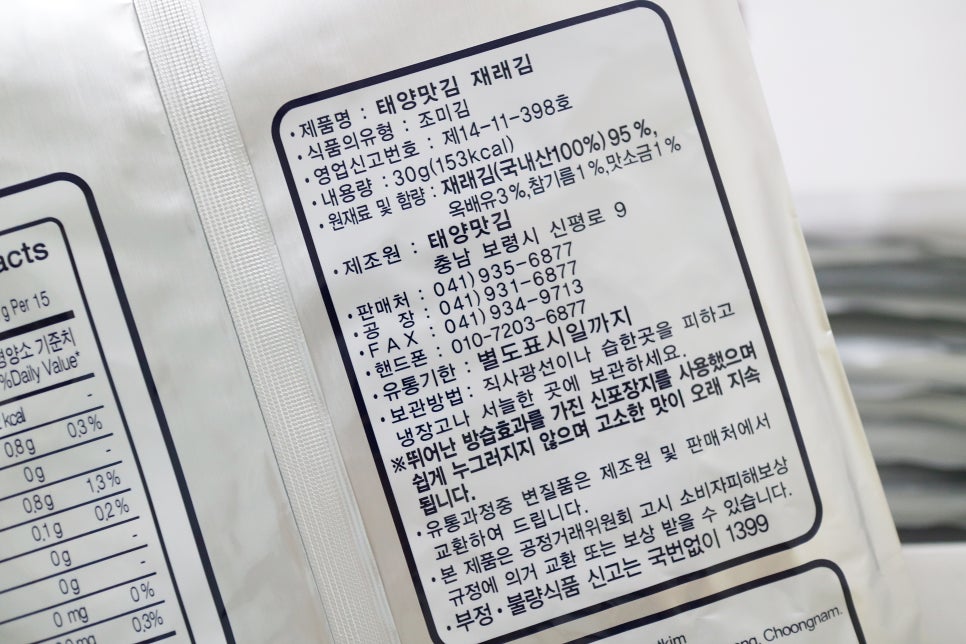 ·제품명 : 태양맛김 재래김
·식품의유형 : 조미김
·영업신고번호 : 제14-11-398호
·내용량 : 30g(153kcal)
·원재료 및 함량 : 재래김(국내산100%) 95%,
옥배유3%,참기름1%,맛소금1%
·제조원 : 태양맛김
충남 보령시 신평로 9
·판매처 : 041) 935-6877
·공 장 : 041) 931-6877
·F A X : 041) 934-9713
·핸드폰 : 010-7203-6877
·유통기한 : 별도표시일까지
·보관방법 : 직사광선이나 습한곳을 피하고
냉장고나 서늘한 곳에 보관하세요.
※뛰어난 방습효과를 가진 신포장지를 사용했으며
쉽게 누그러지지 않으며 고소한 맛이 오래 지속
됩니다.
·유통과정중 변질품은 제조원 및 판매처에서
교환하여 드립니다.
·본 제품은 공정거래위원회 고시 소비자피해보상
규정에 의거 교환 또는 보상 받을 수 있습니다.
·부정·불량식품 신고는 국번없이 1399
acts
g Per 15
기준치
%Daily Value*
kcal -
0.8g 0.3%
0g -
0.8g 1.3%
0.1g 0.2%
0g -
0g -
0 mg 0%
0.3%
Choongnam.